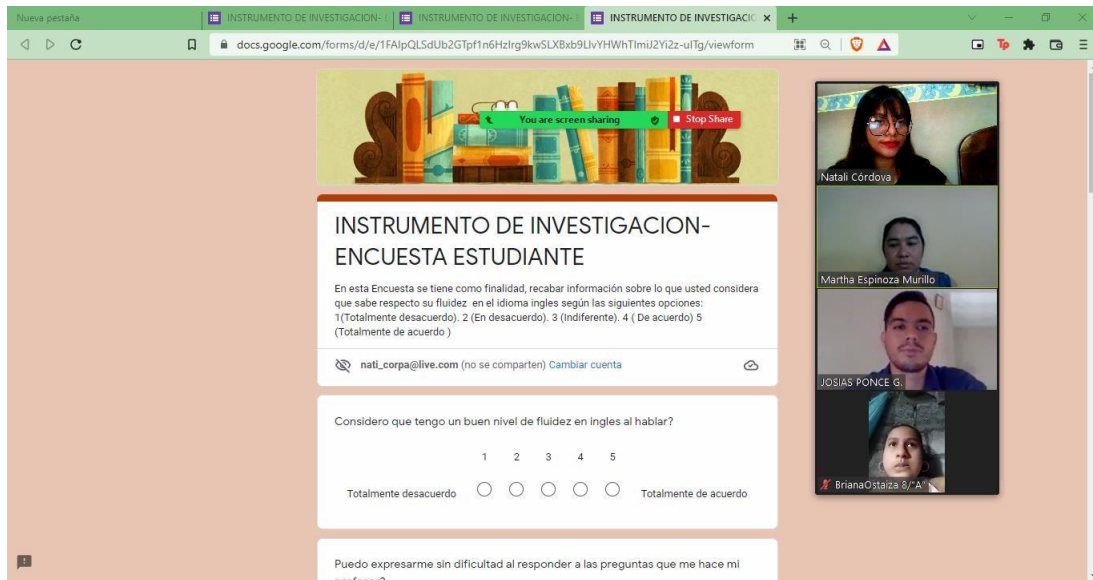 Nueva pestaña
INSTRUMENTO DE INVESTIGACION-
INSTRUMENTO DE INVESTIGACION-
INSTRUMENTO DE INVESTIGACIC
docs.google.com/forms/d/e/1FAIpQLSdUb2GTpf1n6HzIrg9kwSLXBxb9LlvYHWhTlmiJ2Yi2z-ulTg/viewform
You are screen sharing
Stop Share
INSTRUMENTO DE INVESTIGACION-
ENCUESTA ESTUDIANTE
En esta Encuesta se tiene como finalidad, recabar información sobre lo que usted considera
que sabe respecto su fluidez en el idioma ingles según las siguientes opciones:
1(Totalmente desacuerdo). 2 (En desacuerdo). 3 (Indiferente). 4 ( De acuerdo) 5
(Totalmente de acuerdo )
nati_corpa@live.com (no se comparten) Cambiar cuenta
Considero que tengo un buen nivel de fluidez en ingles al hablar?
1 2 3 4 5
Totalmente desacuerdo Totalmente de acuerdo
Puedo expresarme sin dificultad al responder a las preguntas que me hace mi
Natali Córdova
Martha Espinoza Murillo
JOSIAS PONCE G.
BrianaOstaiza 8/"A"